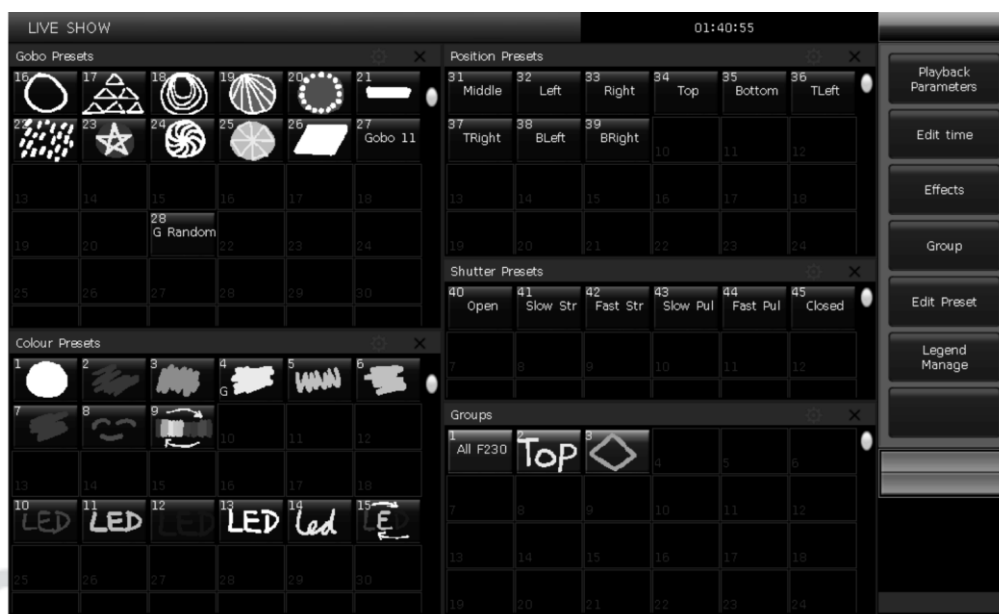 LIVE SHOW
01:40:55
Gobo Presets
16 17 18 19 20 21
22 23 24 25 26 27 Gobo 11
13 14 15 16 17 18
19 20 28 G Random 22 23 24
25 26 27 28 29 30
Colour Presets
1 2 3 4 G 5 6
7 8 9 10 11 12
13 14 15 16 17 18
10 LED 11 LED 12 LED 13 LED 14 Led 15 LED
25 26 27 28 29 30
Position Presets
31 Middle 32 Left 33 Right 34 Top 35 Bottom 36 TLeft
37 TRight 38 BLeft 39 BRight 10 11 12
13 14 15 16 17 18
19 20 21 22 23 24
Shutter Presets
40 Open 41 Slow Str 42 Fast Str 43 Slow Pul 44 Fast Pul 45 Closed
7 8 9 10 11 12
Groups
1 All F230 2 TOP 3 4 5 6
7 8 9 10 11 12
13 14 15 16 17 18
19 20 21 22 23 24
Playback
Parameters
Edit time
Effects
Group
Edit Preset
Legend
Manage